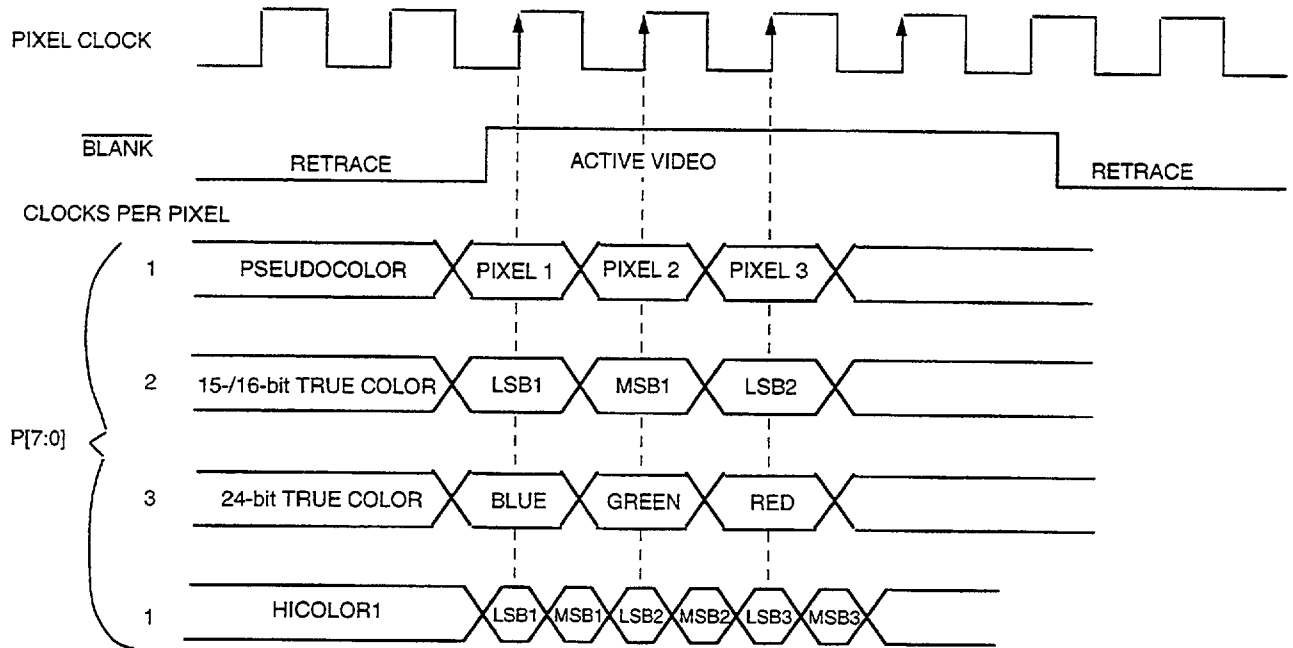 PIXEL CLOCK
BLANK
RETRACE
ACTIVE VIDEO
RETRACE
CLOCKS PER PIXEL
1 PSEUDOCOLOR PIXEL 1 PIXEL 2 PIXEL 3
2 15-/16-bit TRUE COLOR LSB1 MSB1 LSB2
P[7:0]
3 24-bit TRUE COLOR BLUE GREEN RED
1 HICOLOR1 LSB1 MSB1 LSB2 MSB2 LSB3 MSB3